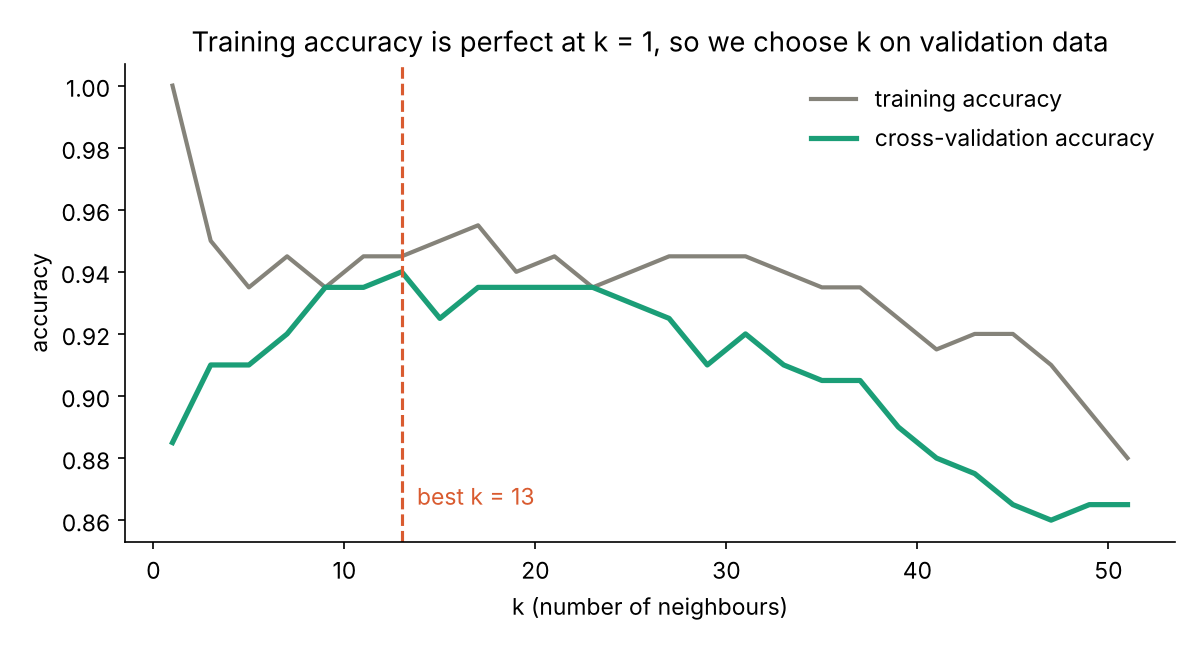 Training accuracy is perfect at k = 1, so we choose k on validation data
training accuracy
cross-validation accuracy
accuracy
1.00
0.98
0.96
0.94
0.92
0.90
0.88
0.86
best k = 13
0 10 20 30 40 50
k (number of neighbours)